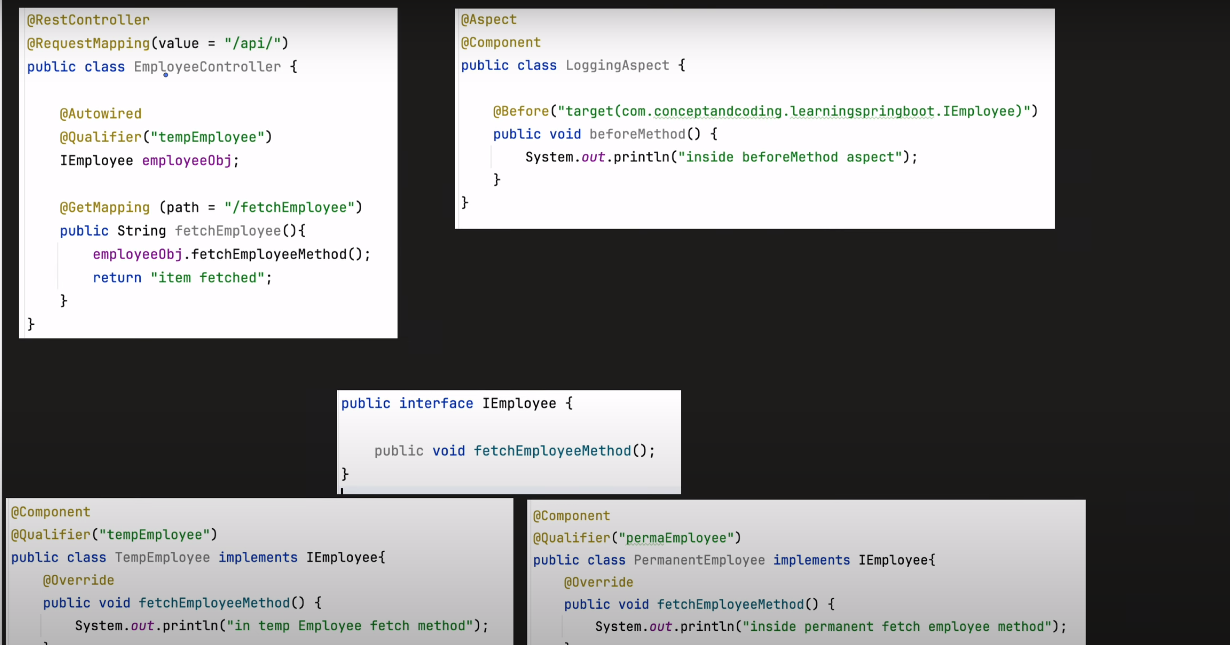 @RestController
@RequestMapping(value = "/api/")
public class EmployeeController {
@Autowired
@Qualifier("tempEmployee")
IEmployee employeeObj;
@GetMapping (path = "/fetchEmployee")
public String fetchEmployee(){
employeeObj.fetchEmployeeMethod();
return "item fetched";
}
}
@Aspect
@Component
public class LoggingAspect {
@Before("target(com.conceptandcoding.learningspringboot.IEmployee)")
public void beforeMethod() {
System.out.println("inside beforeMethod aspect");
}
}
public interface IEmployee {
public void fetchEmployeeMethod();
}
@Component
@Qualifier("tempEmployee")
public class TempEmployee implements IEmployee{
@Override
public void fetchEmployeeMethod() {
System.out.println("in temp Employee fetch method");
@Component
@Qualifier("permaEmployee")
public class PermanentEmployee implements IEmployee{
@Override
public void fetchEmployeeMethod() {
System.out.println("inside permanent fetch employee method");